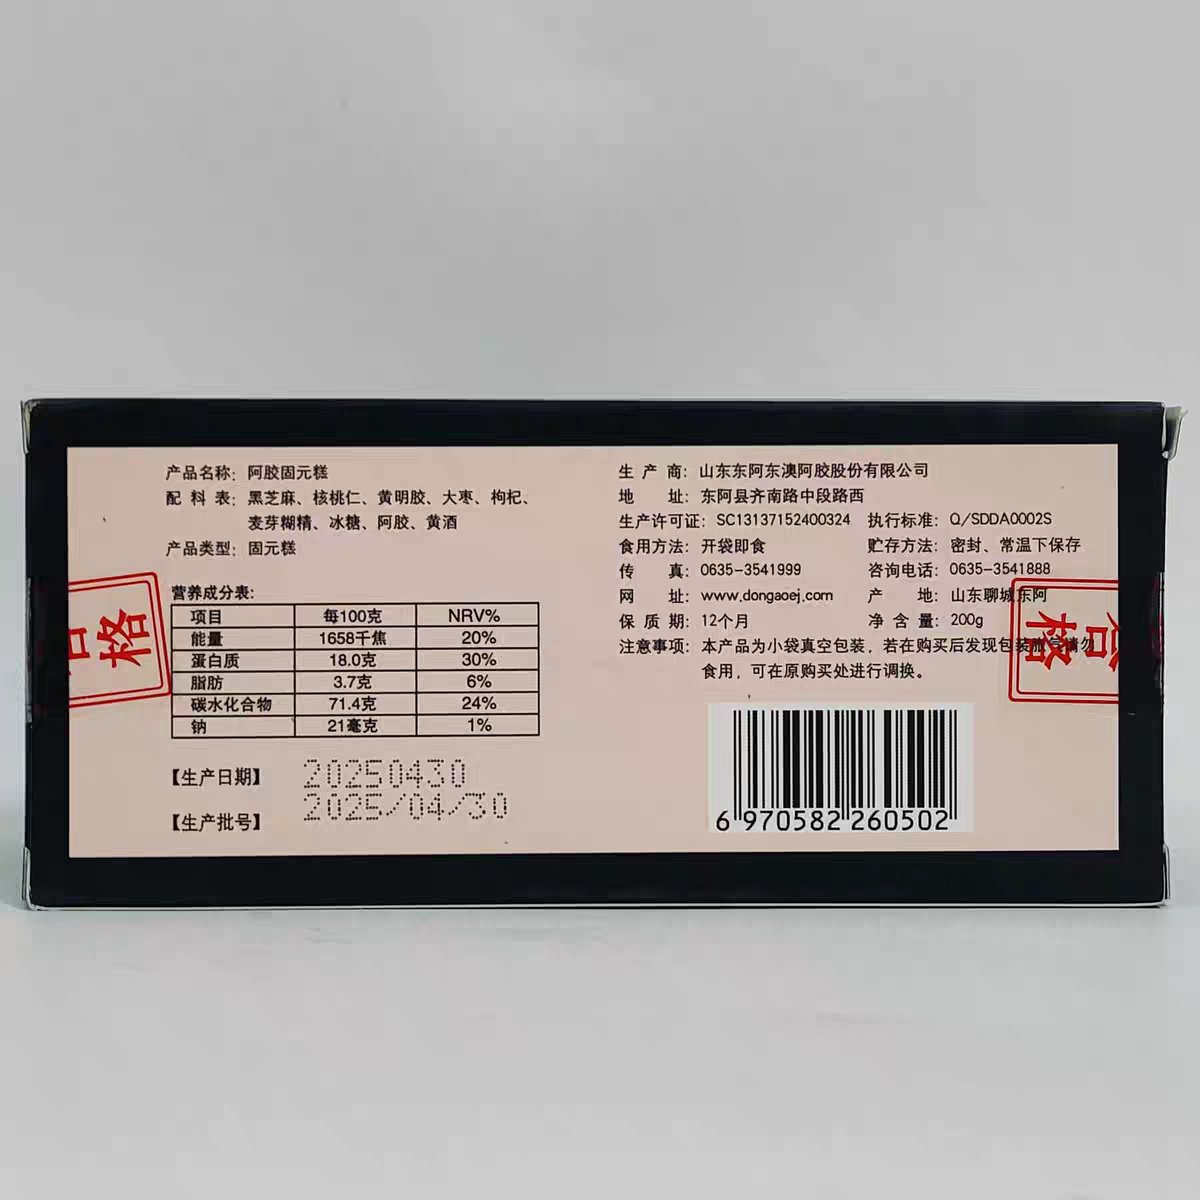 产品名称：阿胶固元糕
配料表：黑芝麻、核桃仁、黄明胶、大枣、枸杞、
麦芽糊精、冰糖、阿胶、黄酒
产品类型：固元糕
营养成分表:
项目 每100克 NRV%
能量 1658千焦 20%
蛋白质 18.0克 30%
脂肪 3.7克 6%
碳水化合物 71.4克 24%
钠 21毫克 1%
【生产日期】 20250430
【生产批号】 2025/04/30
生产商：山东东阿东澳阿胶股份有限公司
地址：东阿县齐南路中段路西
生产许可证：SC13137152400324 执行标准：Q/SDDA0002S
食用方法：开袋即食 贮存方法：密封、常温下保存
传真：0635-3541999 咨询电话：0635-3541888
网址：www.dongaoej.com 产地：山东聊城东阿
保质期：12个月 净含量：200g
注意事项：本产品为小袋真空包装，若在购买后发现包装胀气请勿
食用，可在原购买处进行调换。
6 970582 260502
合格
合格